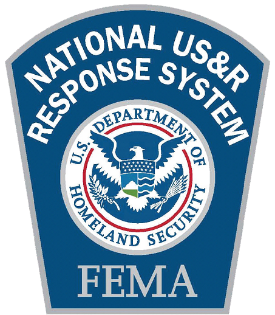 NATIONAL US&R
RESPONSE SYSTEM
U.S. DEPARTMENT OF
HOMELAND SECURITY
FEMA